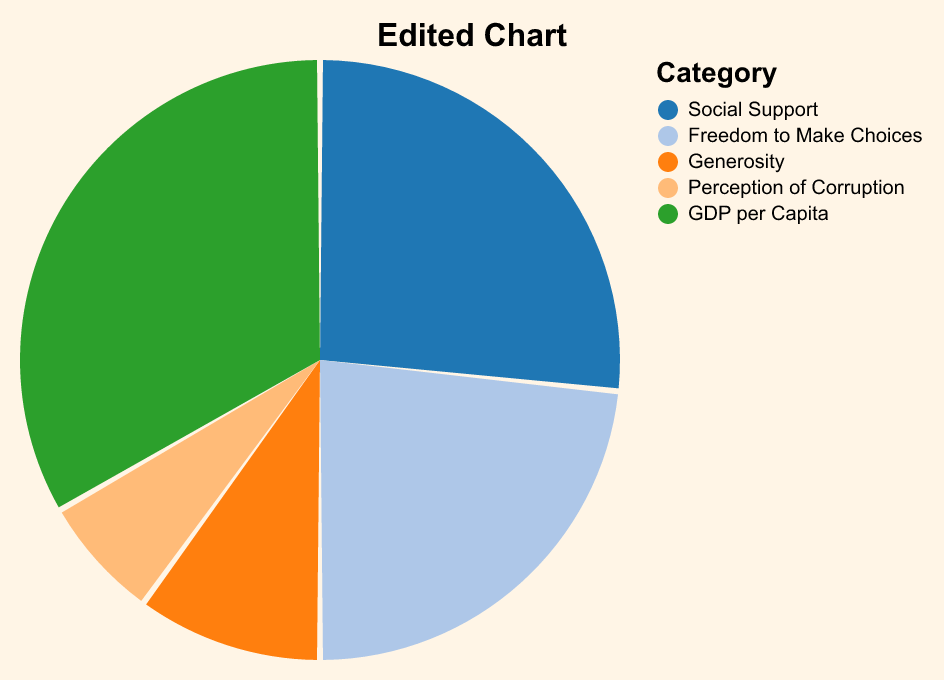 Edited Chart
Category
Social Support
Freedom to Make Choices
Generosity
Perception of Corruption
GDP per Capita